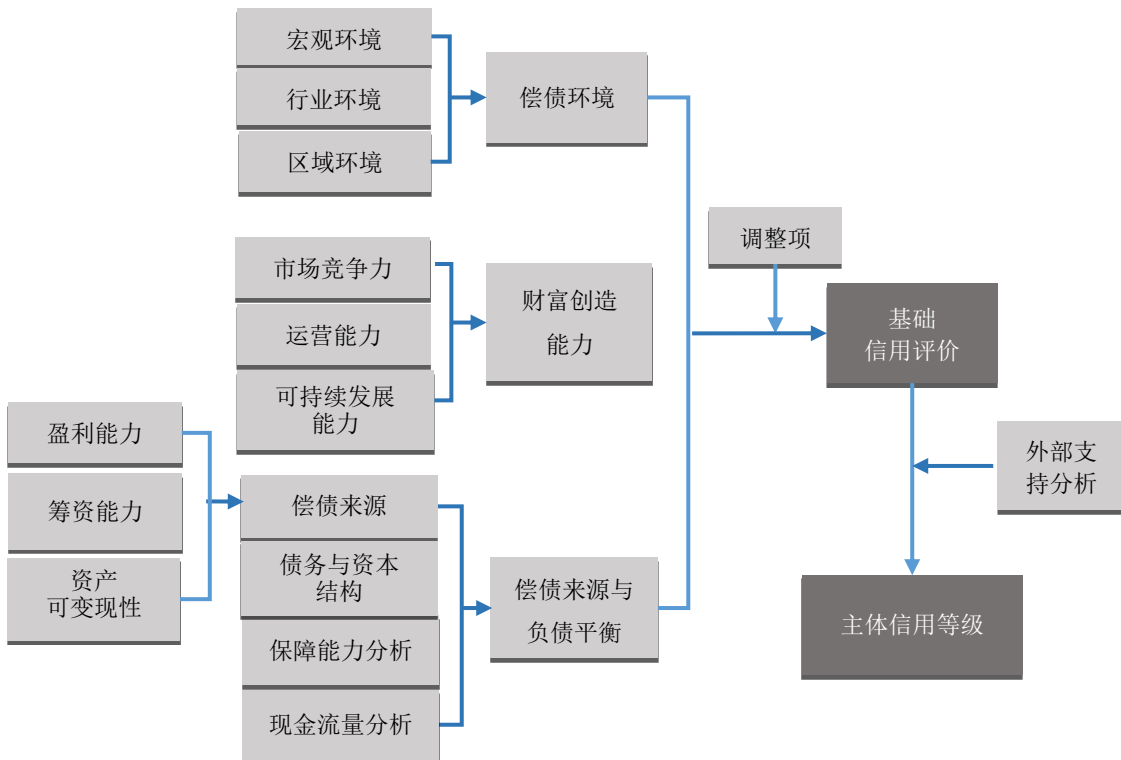 宏观环境
行业环境
区域环境
偿债环境
市场竞争力
运营能力
可持续发展
能力
财富创造
能力
盈利能力
筹资能力
资产
可变现性
偿债来源
债务与资本
结构
保障能力分析
现金流量分析
偿债来源与
负债平衡
调整项
基础
信用评价
外部支
持分析
主体信用等级